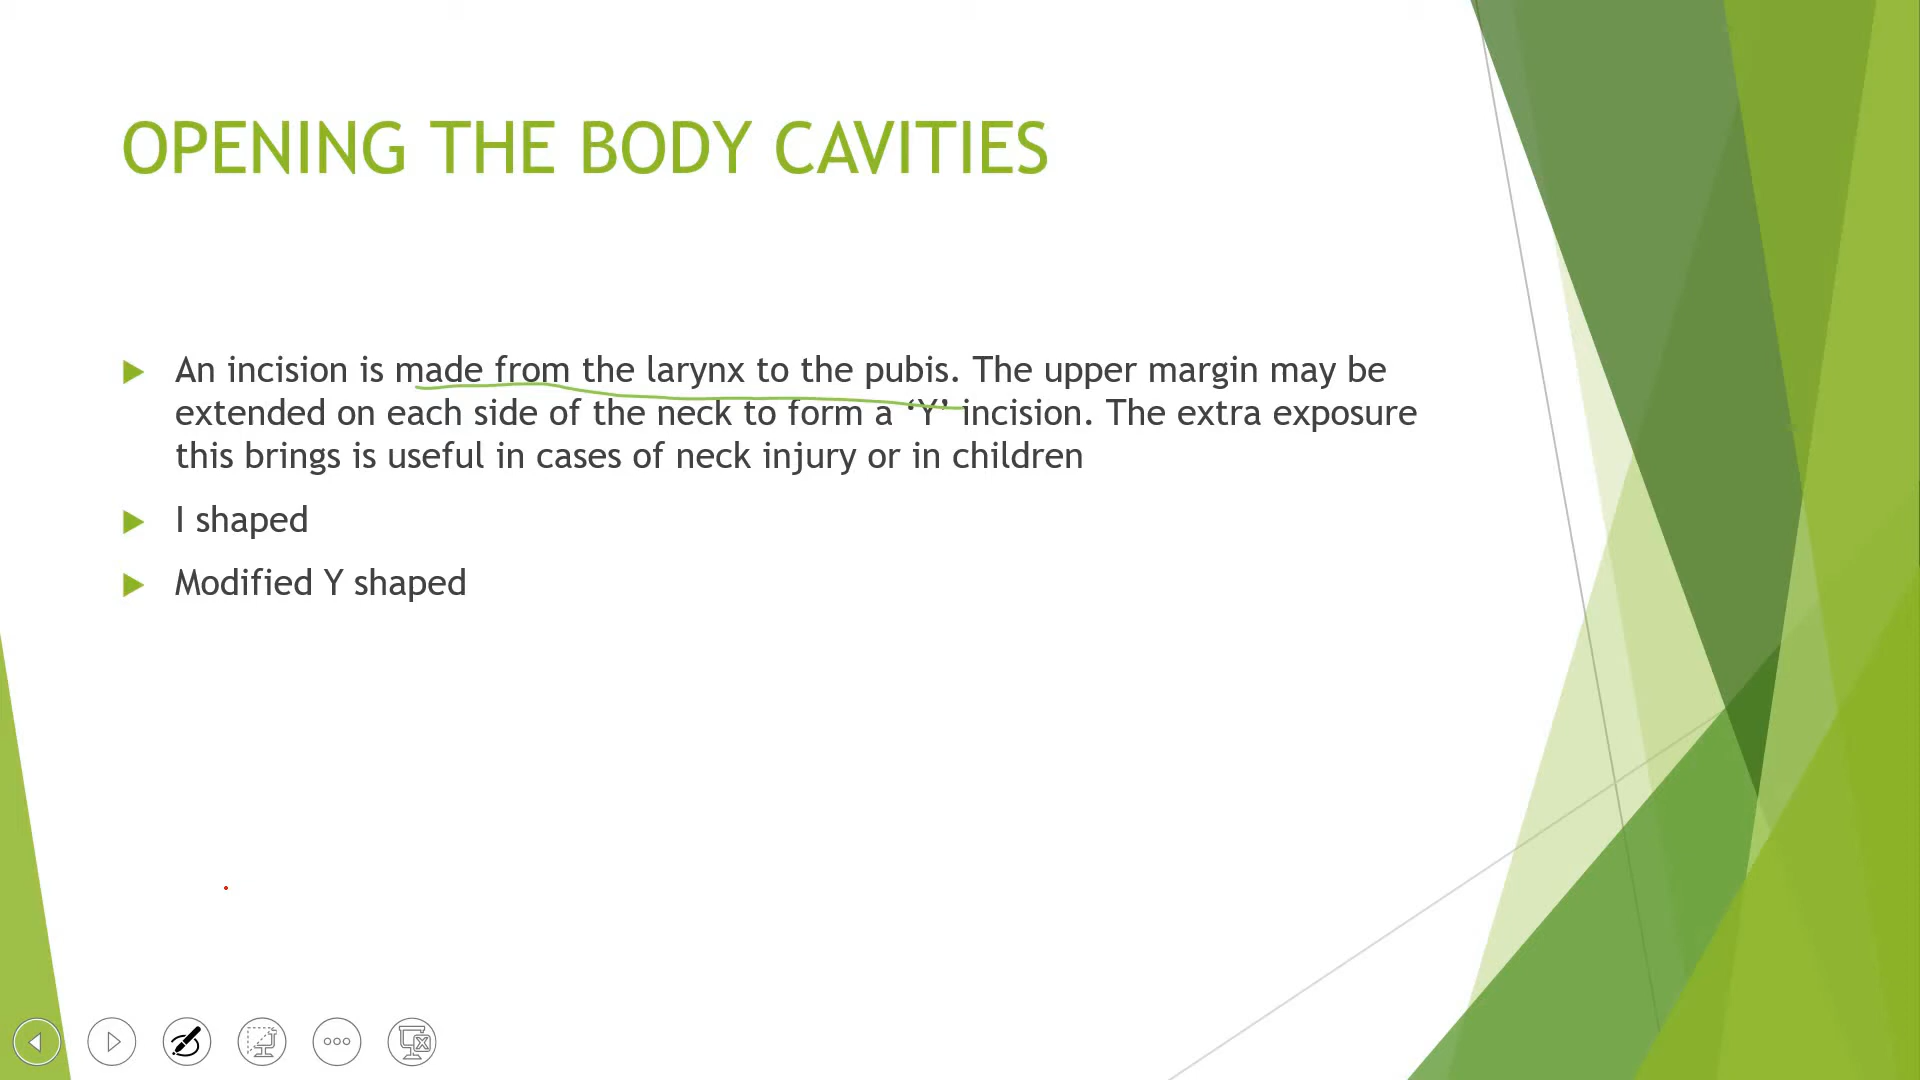 OPENING THE BODY CAVITIES
An incision is made from the larynx to the pubis. The upper margin may be
extended on each side of the neck to form a ‘Y’ incision. The extra exposure
this brings is useful in cases of neck injury or in children
I shaped
Modified Y shaped